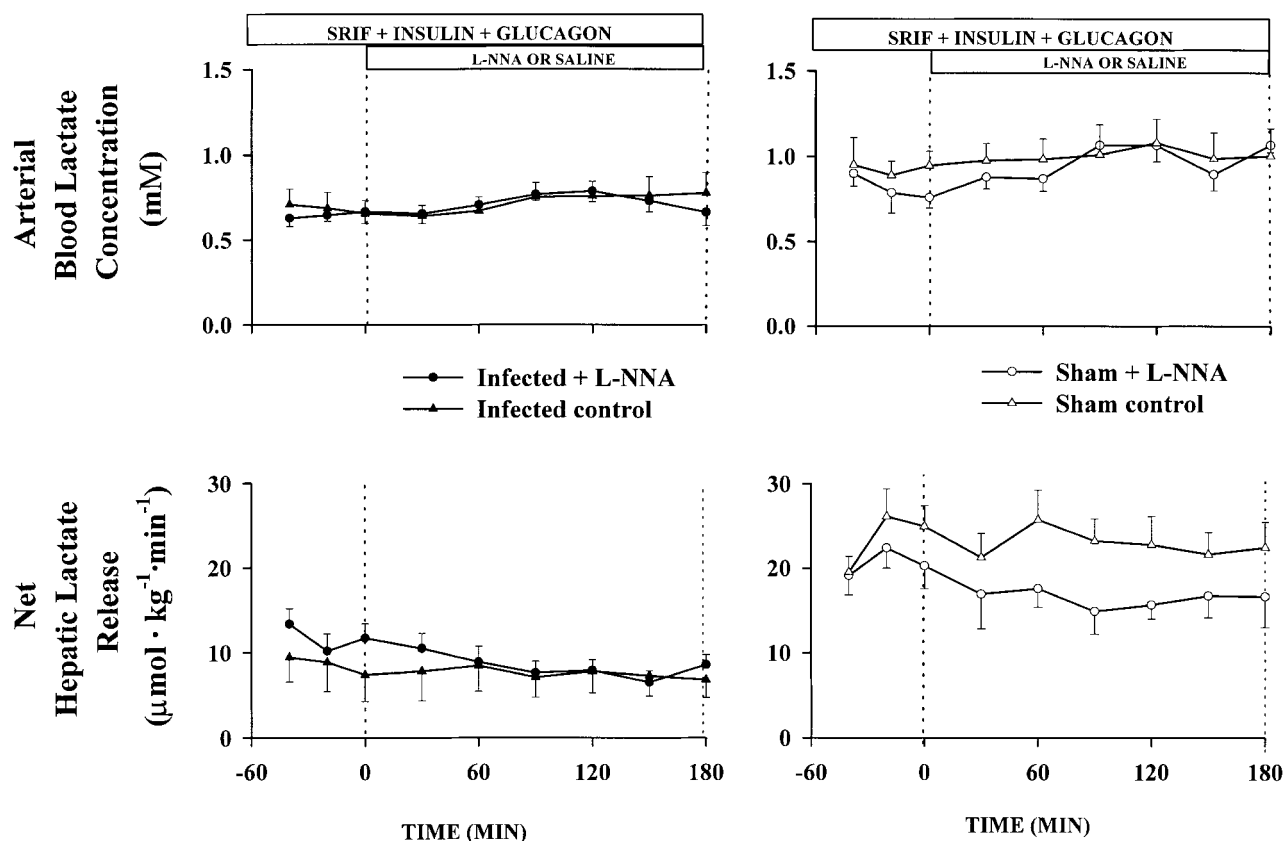 SRIF + INSULIN + GLUCAGON
L-NNA OR SALINE
SRIF + INSULIN + GLUCAGON
L-NNA OR SALINE
Arterial
Blood Lactate
Concentration
(mM)
1.5
1.0
0.5
0.0
1.5
1.0
0.5
0.0
Infected + L-NNA
Infected control
Sham + L-NNA
Sham control
Net
Hepatic Lactate
Release
(μmol · kg⁻¹·min⁻¹)
30
20
10
0
-60 0 60 120 180
TIME (MIN)
30
20
10
0
-60 0 60 120 180
TIME (MIN)